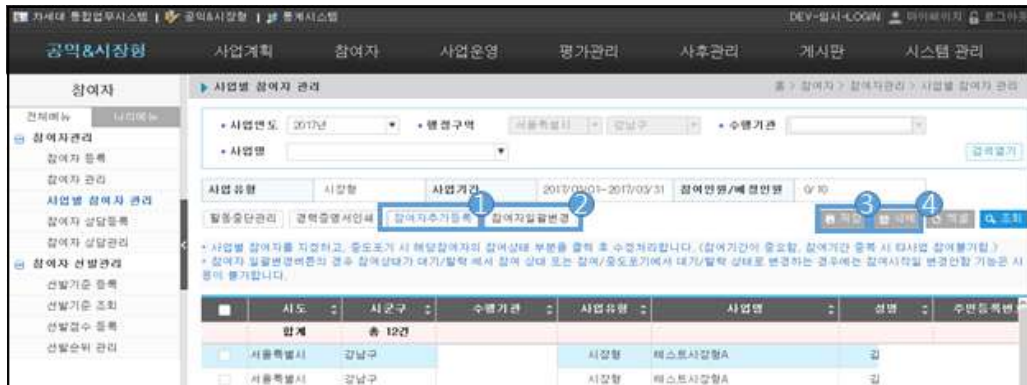 차세대 통합업무시스템 | 공익&시장형 | 통계시스템 DEV-임시-LOGIN 마이페이지 로그아웃
공익&시장형 사업계획 참여자 사업운영 평가관리 사후관리 게시판 시스템 관리
참여자
전체메뉴 나의메뉴
참여자관리
참여자 등록
참여자 관리
사업별 참여자 관리
참여자 상담등록
참여자 상담관리
참여자 선발관리
선발기준 등록
선발기준 조회
선발점수 등록
선발순위 관리
사업별 참여자 관리 홈 > 참여자 > 참여자관리 > 사업별 참여자 관리
• 사업연도 2017년 • 행정구역 서울특별시 강남구 • 수행기관
• 사업명 검색열기
사업유형 시장형 사업기간 2017/03/01~2017/03/31 참여인원/배정인원 0/10
1 2 3 4
활동중단관리 경력증명서인쇄 참여자추가등록 참여자일괄변경 저장 삭제 엑셀 조회
* 사업별 참여자를 지정하고, 중도포기 시 해당참여자의 참여상태 부분을 클릭 후 수정처리합니다. (참여기간이 중요함, 참여기간 중복 시 타사업 참여불가함.)
* 참여자 일괄변경버튼의 경우 참여상태가 대기/탈락 에서 참여 상태 또는 참여/중도포기에서 대기/탈락 상태로 변경하는 경우에는 참여시작일 변경안함 기능은 사
용이 불가합니다.
시도 시군구 수행기관 사업유형 사업명 성명 주민등록번
합계 총 12건
서울특별시 강남구 시장형 테스트시장형A 김
서울특별시 강남구 시장형 테스트시장형A 김